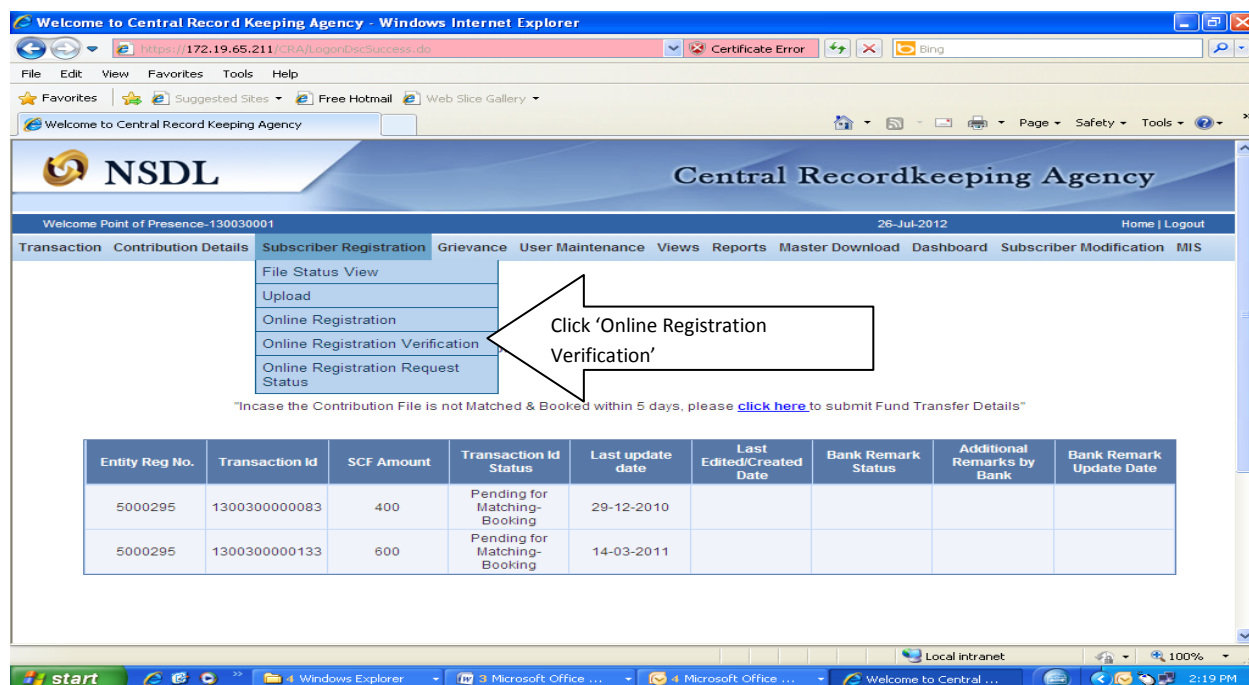 Welcome to Central Record Keeping Agency - Windows Internet Explorer
https://172.19.65.211/CRA/LogonDscSuccess.do
Certificate Error
Bing
File Edit View Favorites Tools Help
Favorites
Suggested Sites
Free Hotmail
Web Slice Gallery
Welcome to Central Record Keeping Agency
Page Safety Tools
NSDL
Central Recordkeeping Agency
Welcome Point of Presence-130030001
26-Jul-2012
Home | Logout
Transaction Contribution Details Subscriber Registration Grievance User Maintenance Views Reports Master Download Dashboard Subscriber Modification MIS
File Status View
Upload
Online Registration
Online Registration Verification
Online Registration Request
Status
Click ‘Online Registration
Verification’
"Incase the Contribution File is not Matched & Booked within 5 days, please click here to submit Fund Transfer Details"
Entity Reg No. Transaction Id SCF Amount Transaction Id Status Last update date Last Edited/Created Date Bank Remark Status Additional Remarks by Bank Bank Remark Update Date
5000295 1300300000083 400 Pending for Matching-Booking 29-12-2010
5000295 1300300000133 600 Pending for Matching-Booking 14-03-2011
Local intranet
100%
start
4 Windows Explorer
3 Microsoft Office ...
4 Microsoft Office ...
Welcome to Central ...
2:19 PM